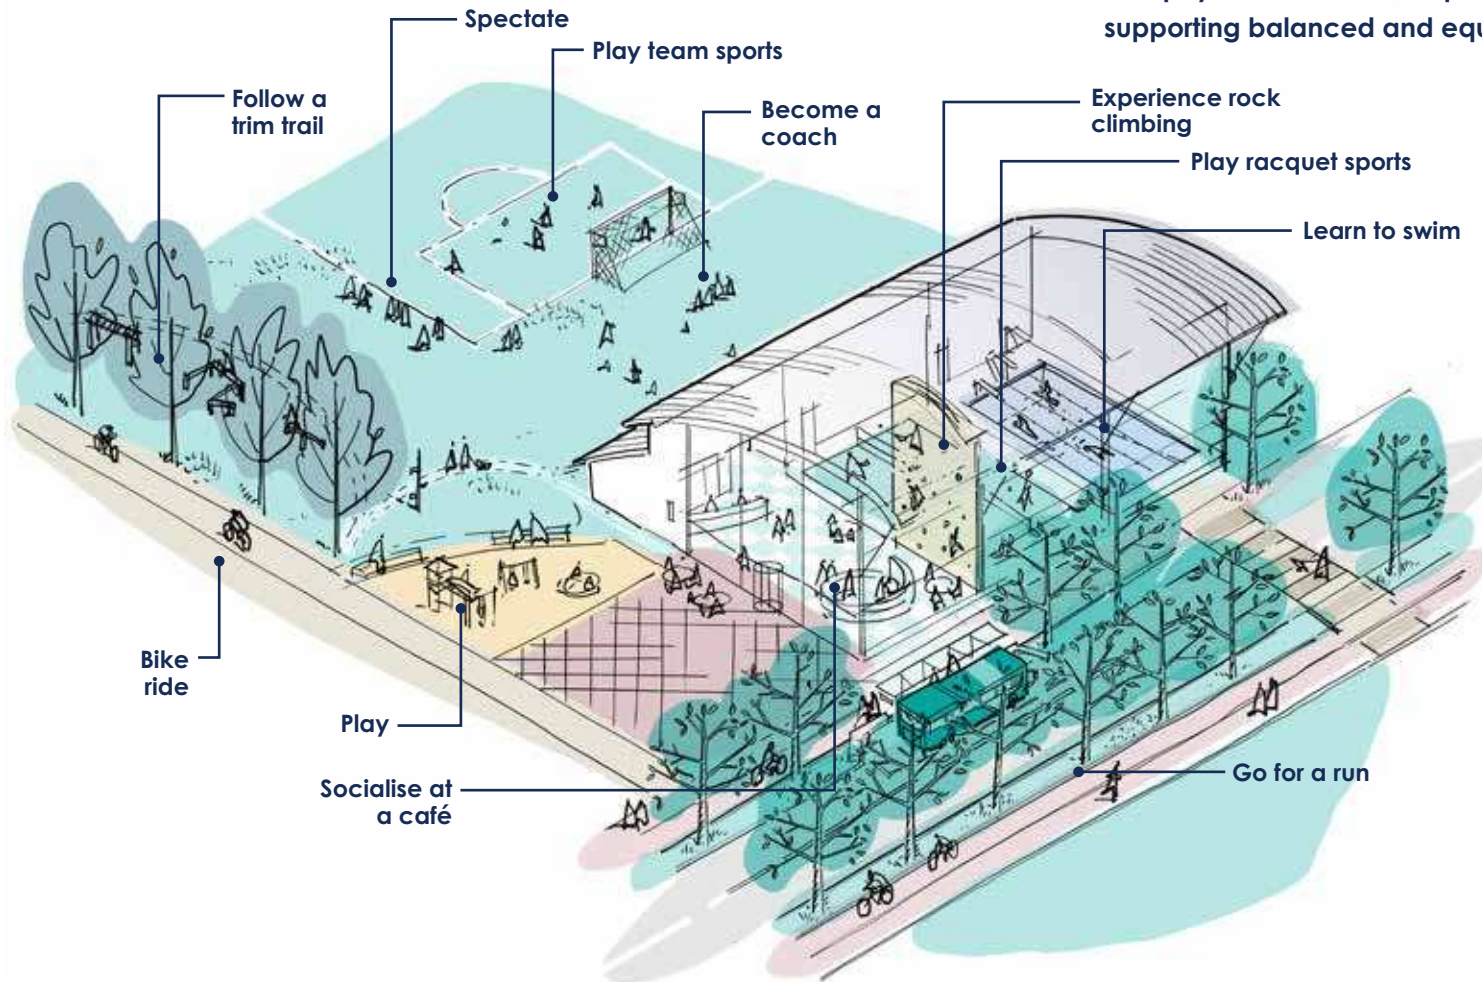 supporting balanced and equ
Spectate
Play team sports
Follow a
trim trail
Become a
coach
Experience rock
climbing
Play racquet sports
Learn to swim
Bike
ride
Play
Socialise at
a café
Go for a run